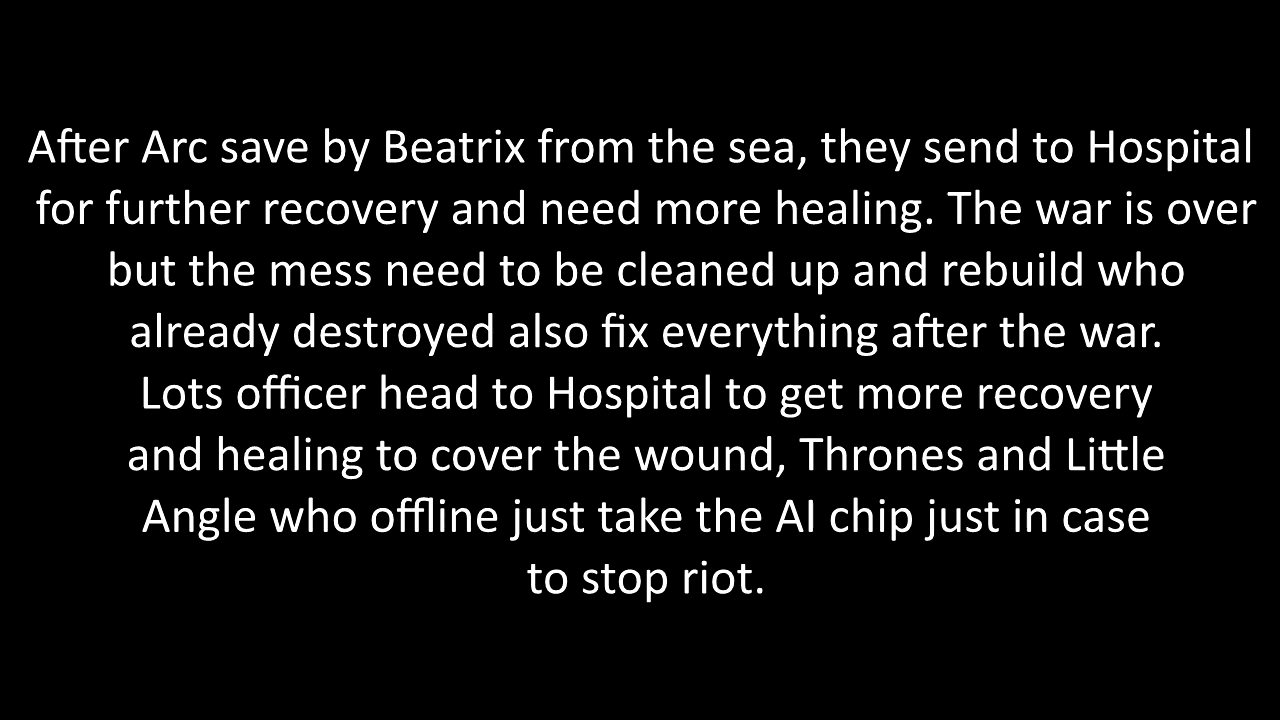 After Arc save by Beatrix from the sea, they send to Hospital
for further recovery and need more healing. The war is over
but the mess need to be cleaned up and rebuild who
already destroyed also fix everything after the war.
Lots officer head to Hospital to get more recovery
and healing to cover the wound, Thrones and Little
Angle who offline just take the AI chip just in case
to stop riot.